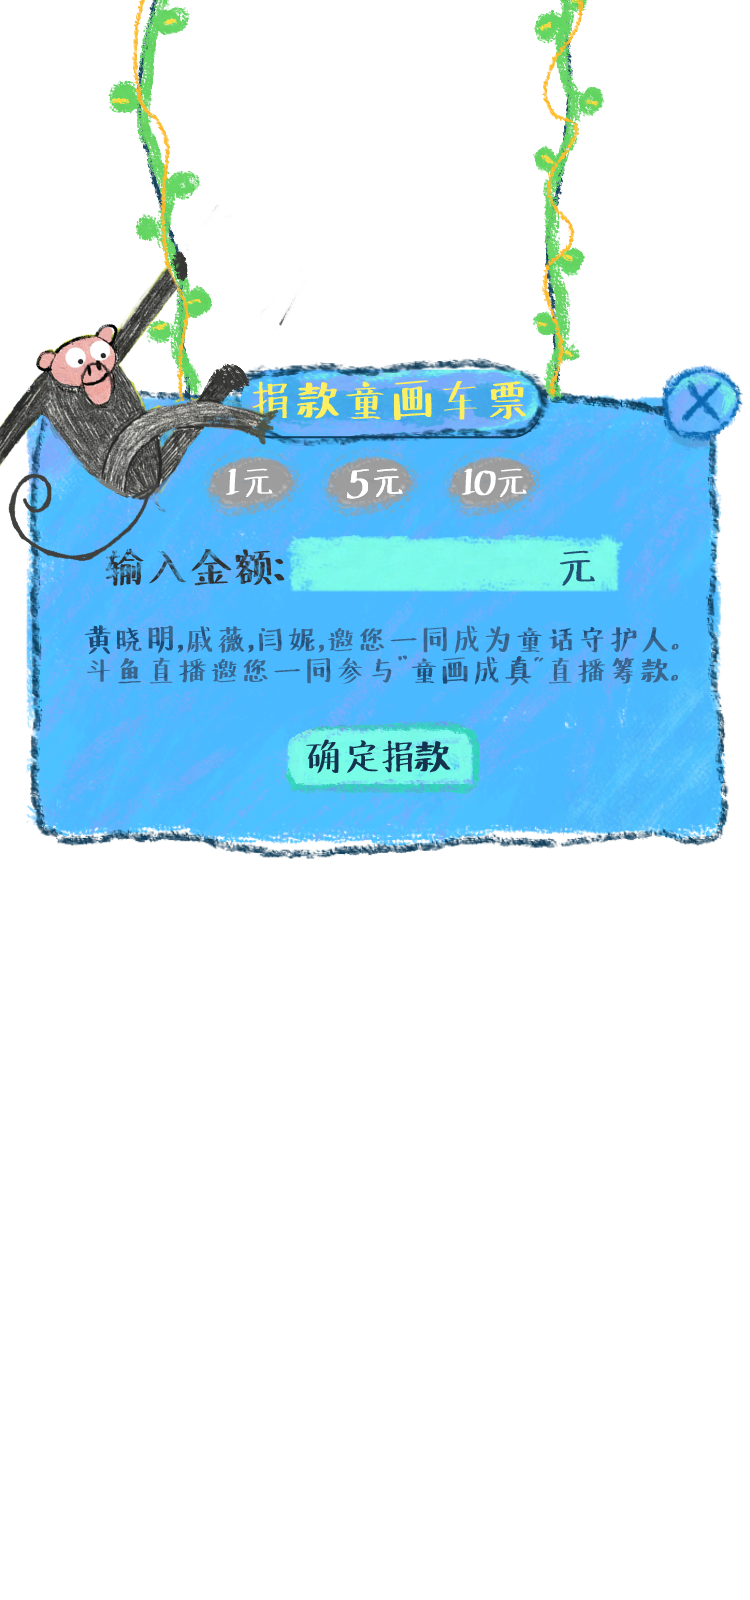 捐款童画车票
1元 5元 10元
输入金额: 元
黄晓明,戚薇,闫妮,邀您一同成为童话守护人。
斗鱼直播邀您一同参与"童画成真"直播筹款。
确定捐款